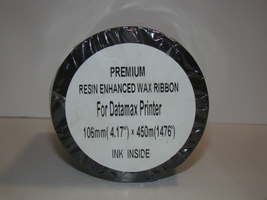 PREMIUM
RESIN ENHANCED WAX RIBBON
For Datamax Printer
106mm( 4.17") × 450m(1476')
INK INSIDE